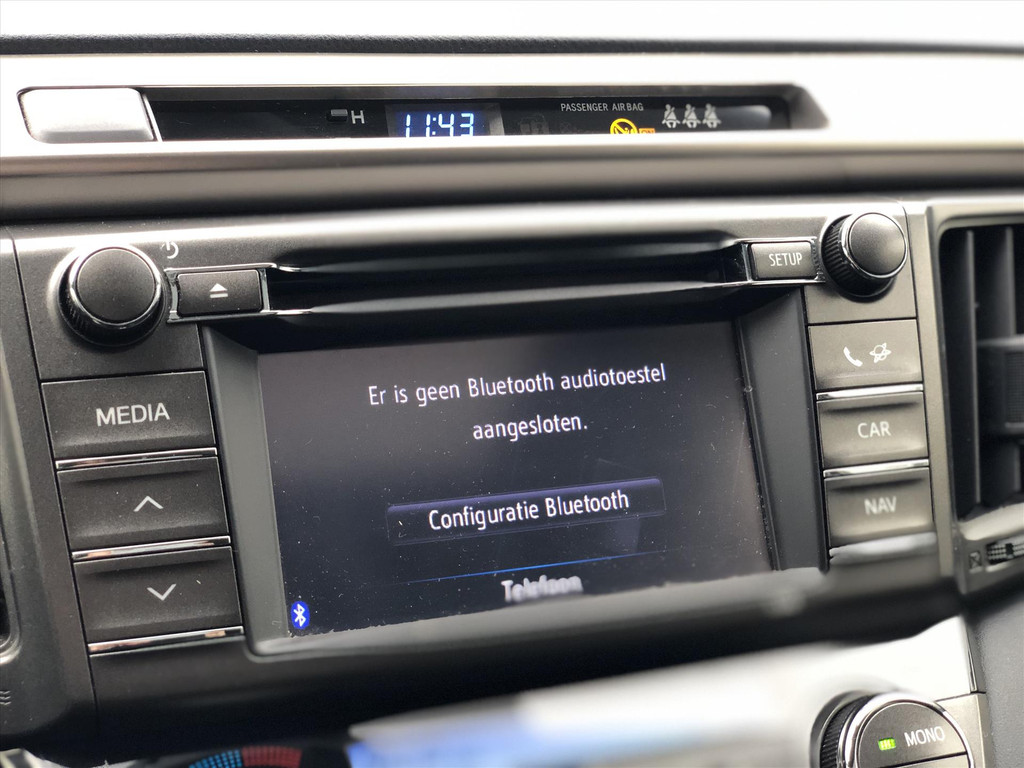 H
11:43
PASSENGER AIR BAG
SETUP
MEDIA
Er is geen Bluetooth audiotoestel
aangesloten.
CAR
Configuratie Bluetooth
NAV
Telefoon
MONO